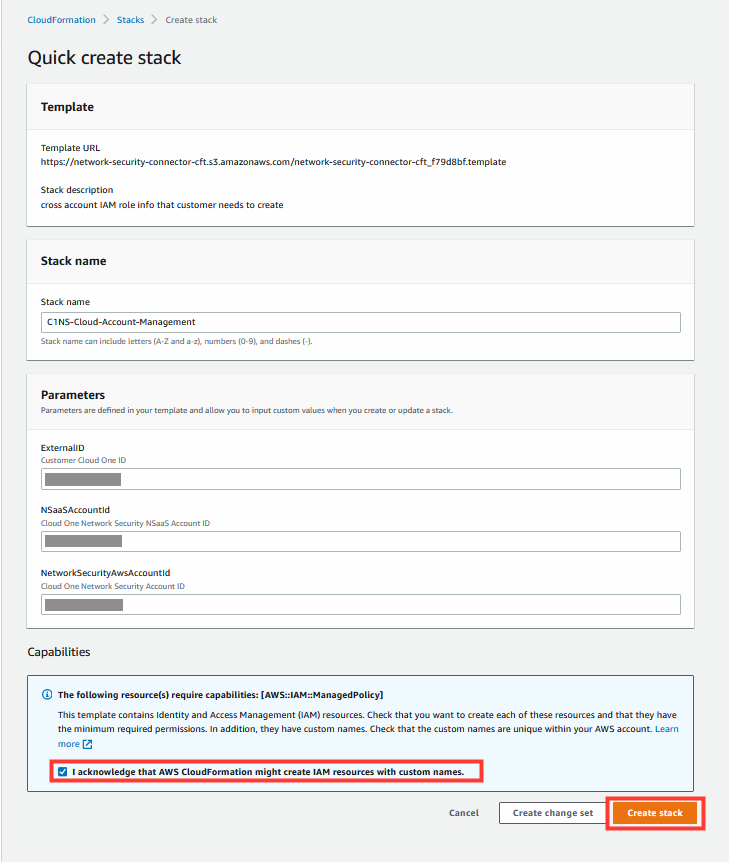 CloudFormation > Stacks > Create stack
Quick create stack
Template
Template URL
https://network-security-connector-cft.s3.amazonaws.com/network-security-connector-cft_f79d8bf.template
Stack description
cross account IAM role info that customer needs to create
Stack name
Stack name
C1NS-Cloud-Account-Management
Stack name can include letters (A-Z and a-z), numbers (0-9), and dashes (-).
Parameters
Parameters are defined in your template and allow you to input custom values when you create or update a stack.
ExternalID
Customer Cloud One ID
NSaaSAccountId
Cloud One Network Security NSaaS Account ID
NetworkSecurityAwsAccountId
Cloud One Network Security Account ID
Capabilities
The following resource(s) require capabilities: [AWS::IAM::ManagedPolicy]
This template contains Identity and Access Management (IAM) resources. Check that you want to create each of these resources and that they have
the minimum required permissions. In addition, they have custom names. Check that the custom names are unique within your AWS account. Learn
more
I acknowledge that AWS CloudFormation might create IAM resources with custom names.
Cancel Create change set Create stack